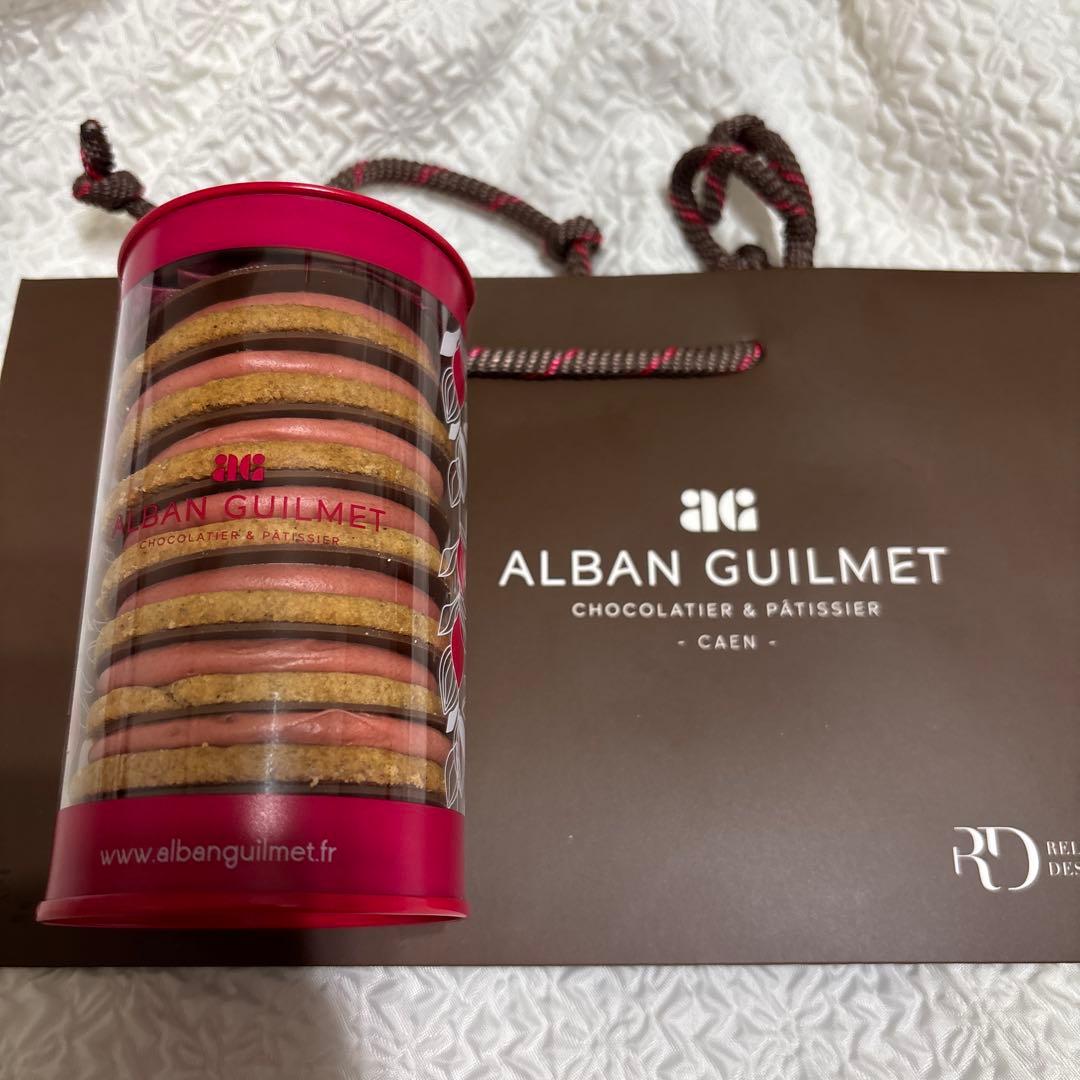 ag
ALBAN GUILMET
CHOCOLATIER & PÂTISSIER
www.albanguilmet.fr
ag
ALBAN GUILMET
CHOCOLATIER & PÂTISSIER
- CAEN -
RD